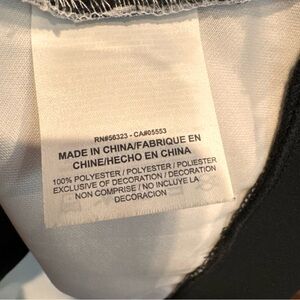 RN#56323 - CA#05553
MADE IN CHINA/FABRIQUE EN
CHINE/HECHO EN CHINA
100% POLYESTER / POLYESTER / POLIESTER
EXCLUSIVE OF DECORATION / DECORATION
NON COMPRISE / NO INCLUYE LA
DECORACION